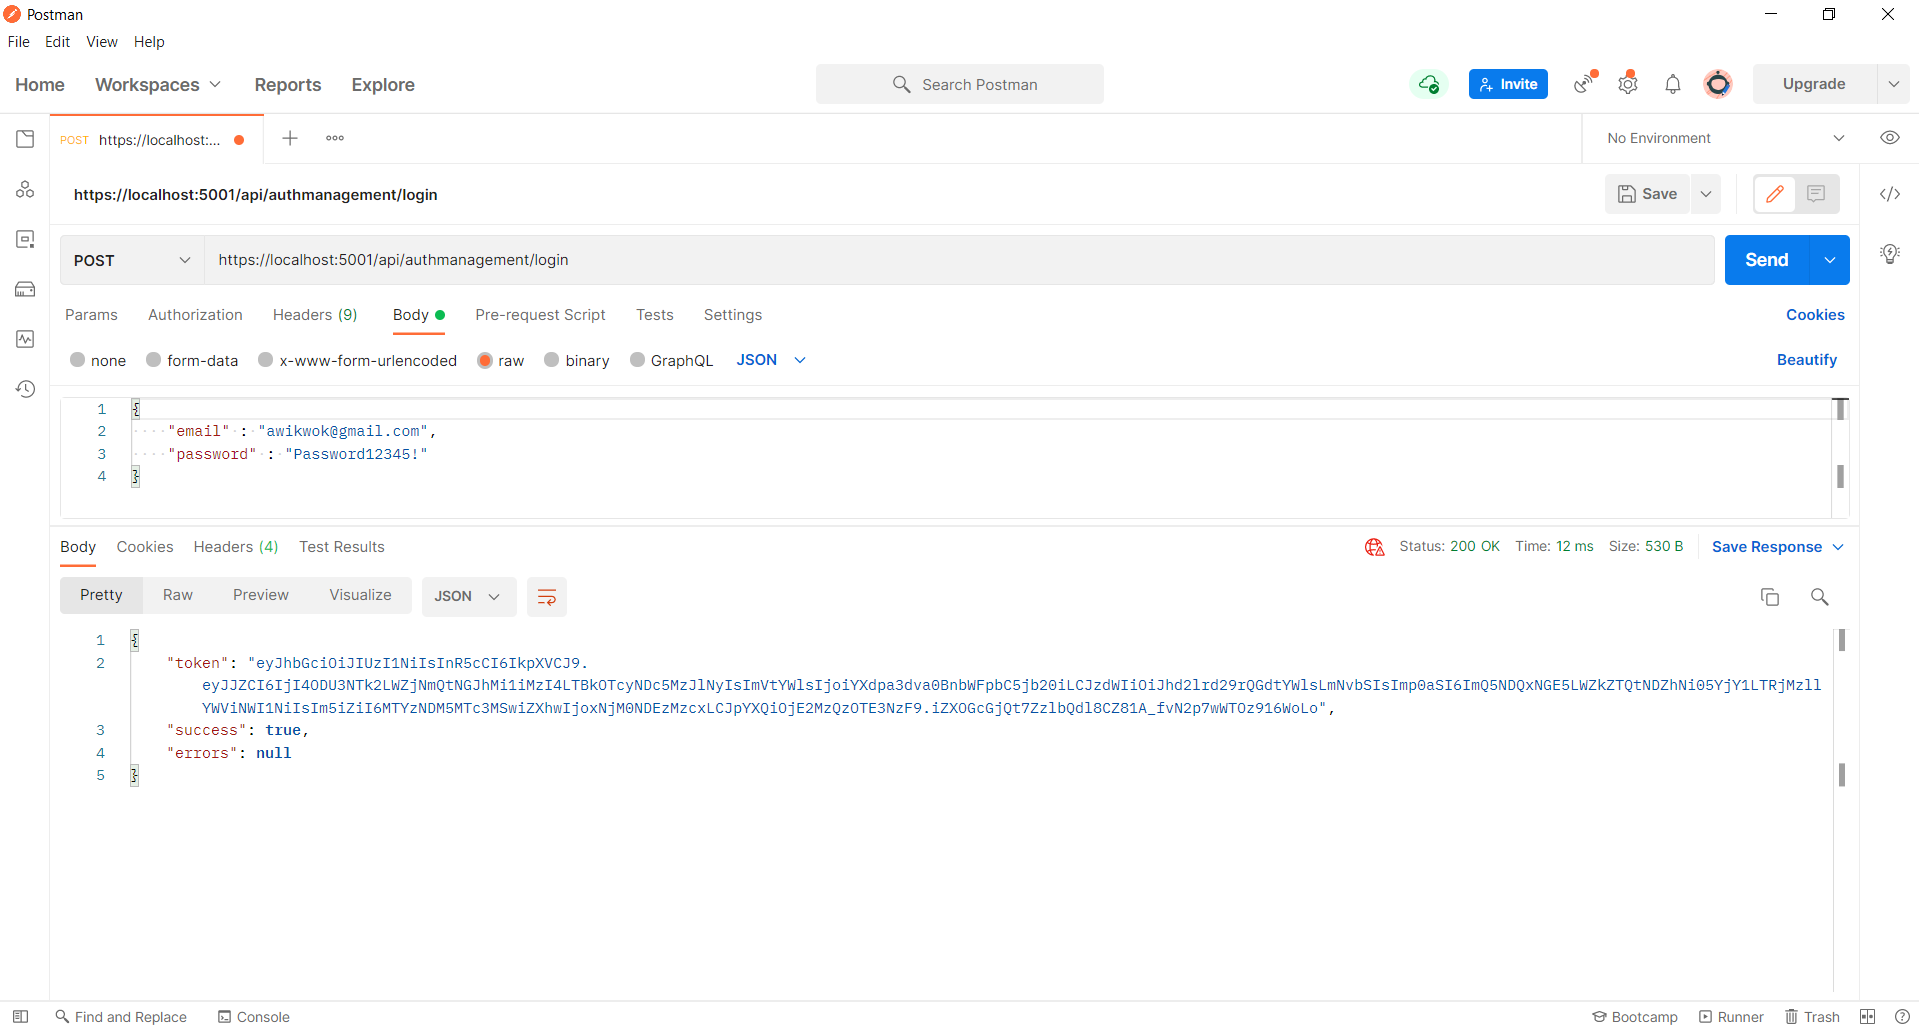 Postman
File Edit View Help
Home Workspaces Reports Explore Search Postman Invite Upgrade
POST https://localhost:... No Environment
https://localhost:5001/api/authmanagement/login Save
POST https://localhost:5001/api/authmanagement/login Send
Params Authorization Headers (9) Body Pre-request Script Tests Settings Cookies
none form-data x-www-form-urlencoded raw binary GraphQL JSON Beautify
1 {
2 "email" : "awikwok@gmail.com",
3 "password" : "Password12345!"
4 }
Body Cookies Headers (4) Test Results Status: 200 OK Time: 12 ms Size: 530 B Save Response
Pretty Raw Preview Visualize JSON
1 {
2 "token": "eyJhbGciOiJIUzI1NiIsInR5cCI6IkpXVCJ9.
eyJJZCI6IjI4ODU3NTk2LWZjNmQtNGJhMi1iMzI4LTBkOTcyNDc5MzJlNyIsImVtYWlsIjoiYXdpa3dva0BnbWFpbC5jb20iLCJzdWIiOiJhd2lrd29rQGdtYWlsLmNvbSIsImp0aSI6ImQ5NDQxNGE5LWZkZTQtNDZhNi05YjY1LTRjMzll
YWViNWI1NiIsIm5iZiI6MTYzNDM5MTc3MSwiZXhwIjoxNjM0NDEzMzcxLCJpYXQiOjE2MzQzOTE3NzF9.iZXOGcGjQt7ZzlbQdl8CZ81A_fvN2p7wWTOz916WoLo",
3 "success": true,
4 "errors": null
5 }
Find and Replace Console Bootcamp Runner Trash